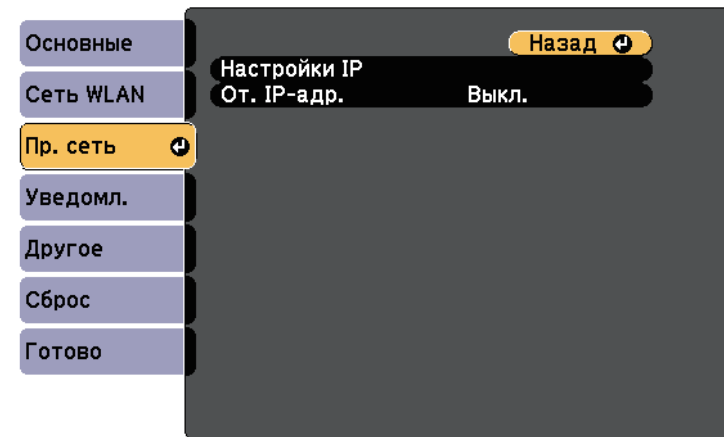 Основные
Сеть WLAN
Пр. сеть
Уведомл.
Другое
Сброс
Готово
Назад
Настройки IP
От. IP-адр. Выкл.